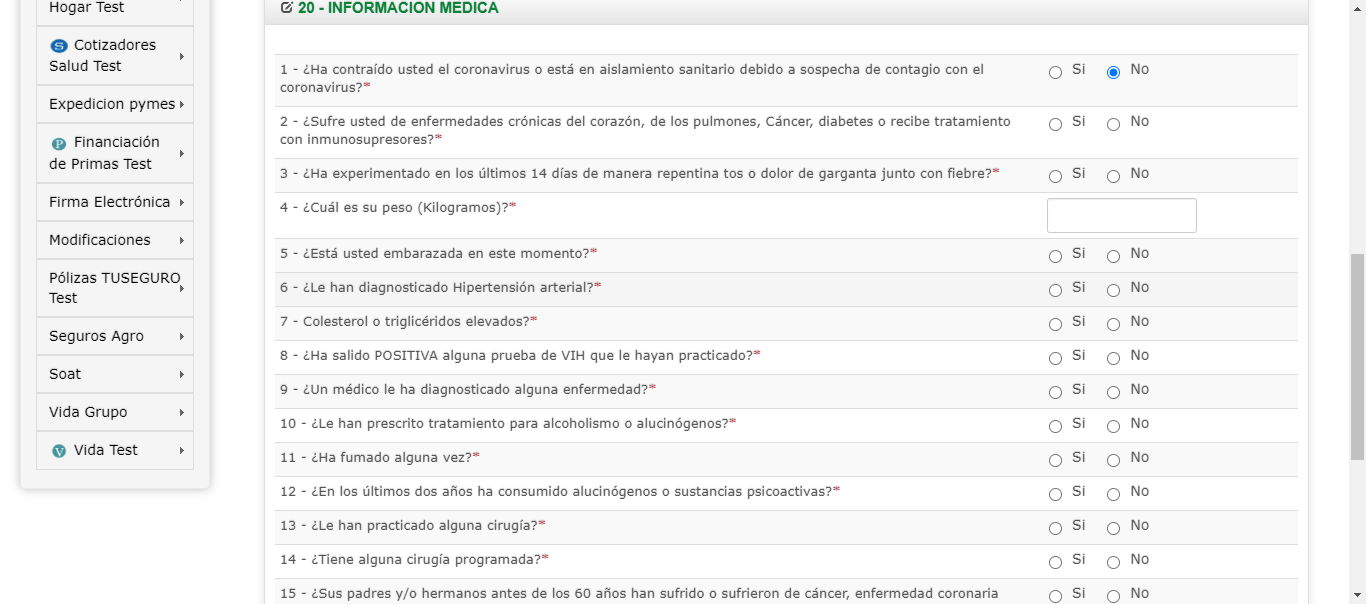 Hogar Test
Cotizadores
Salud Test
Expedicion pymes
Financiación
de Primas Test
Firma Electrónica
Modificaciones
Pólizas TUSEGURO
Test
Seguros Agro
Soat
Vida Grupo
Vida Test
20 - INFORMACION MEDICA
1 - ¿Ha contraído usted el coronavirus o está en aislamiento sanitario debido a sospecha de contagio con el
coronavirus?* Si No
2 - ¿Sufre usted de enfermedades crónicas del corazón, de los pulmones, Cáncer, diabetes o recibe tratamiento
con inmunosupresores?* Si No
3 - ¿Ha experimentado en los últimos 14 días de manera repentina tos o dolor de garganta junto con fiebre?* Si No
4 - ¿Cuál es su peso (Kilogramos)?*
5 - ¿Está usted embarazada en este momento?* Si No
6 - ¿Le han diagnosticado Hipertensión arterial?* Si No
7 - Colesterol o triglicéridos elevados?* Si No
8 - ¿Ha salido POSITIVA alguna prueba de VIH que le hayan practicado?* Si No
9 - ¿Un médico le ha diagnosticado alguna enfermedad?* Si No
10 - ¿Le han prescrito tratamiento para alcoholismo o alucinógenos?* Si No
11 - ¿Ha fumado alguna vez?* Si No
12 - ¿En los últimos dos años ha consumido alucinógenos o sustancias psicoactivas?* Si No
13 - ¿Le han practicado alguna cirugía?* Si No
14 - ¿Tiene alguna cirugía programada?* Si No
15 - ¿Sus padres y/o hermanos antes de los 60 años han sufrido o sufrieron de cáncer, enfermedad coronaria Si No